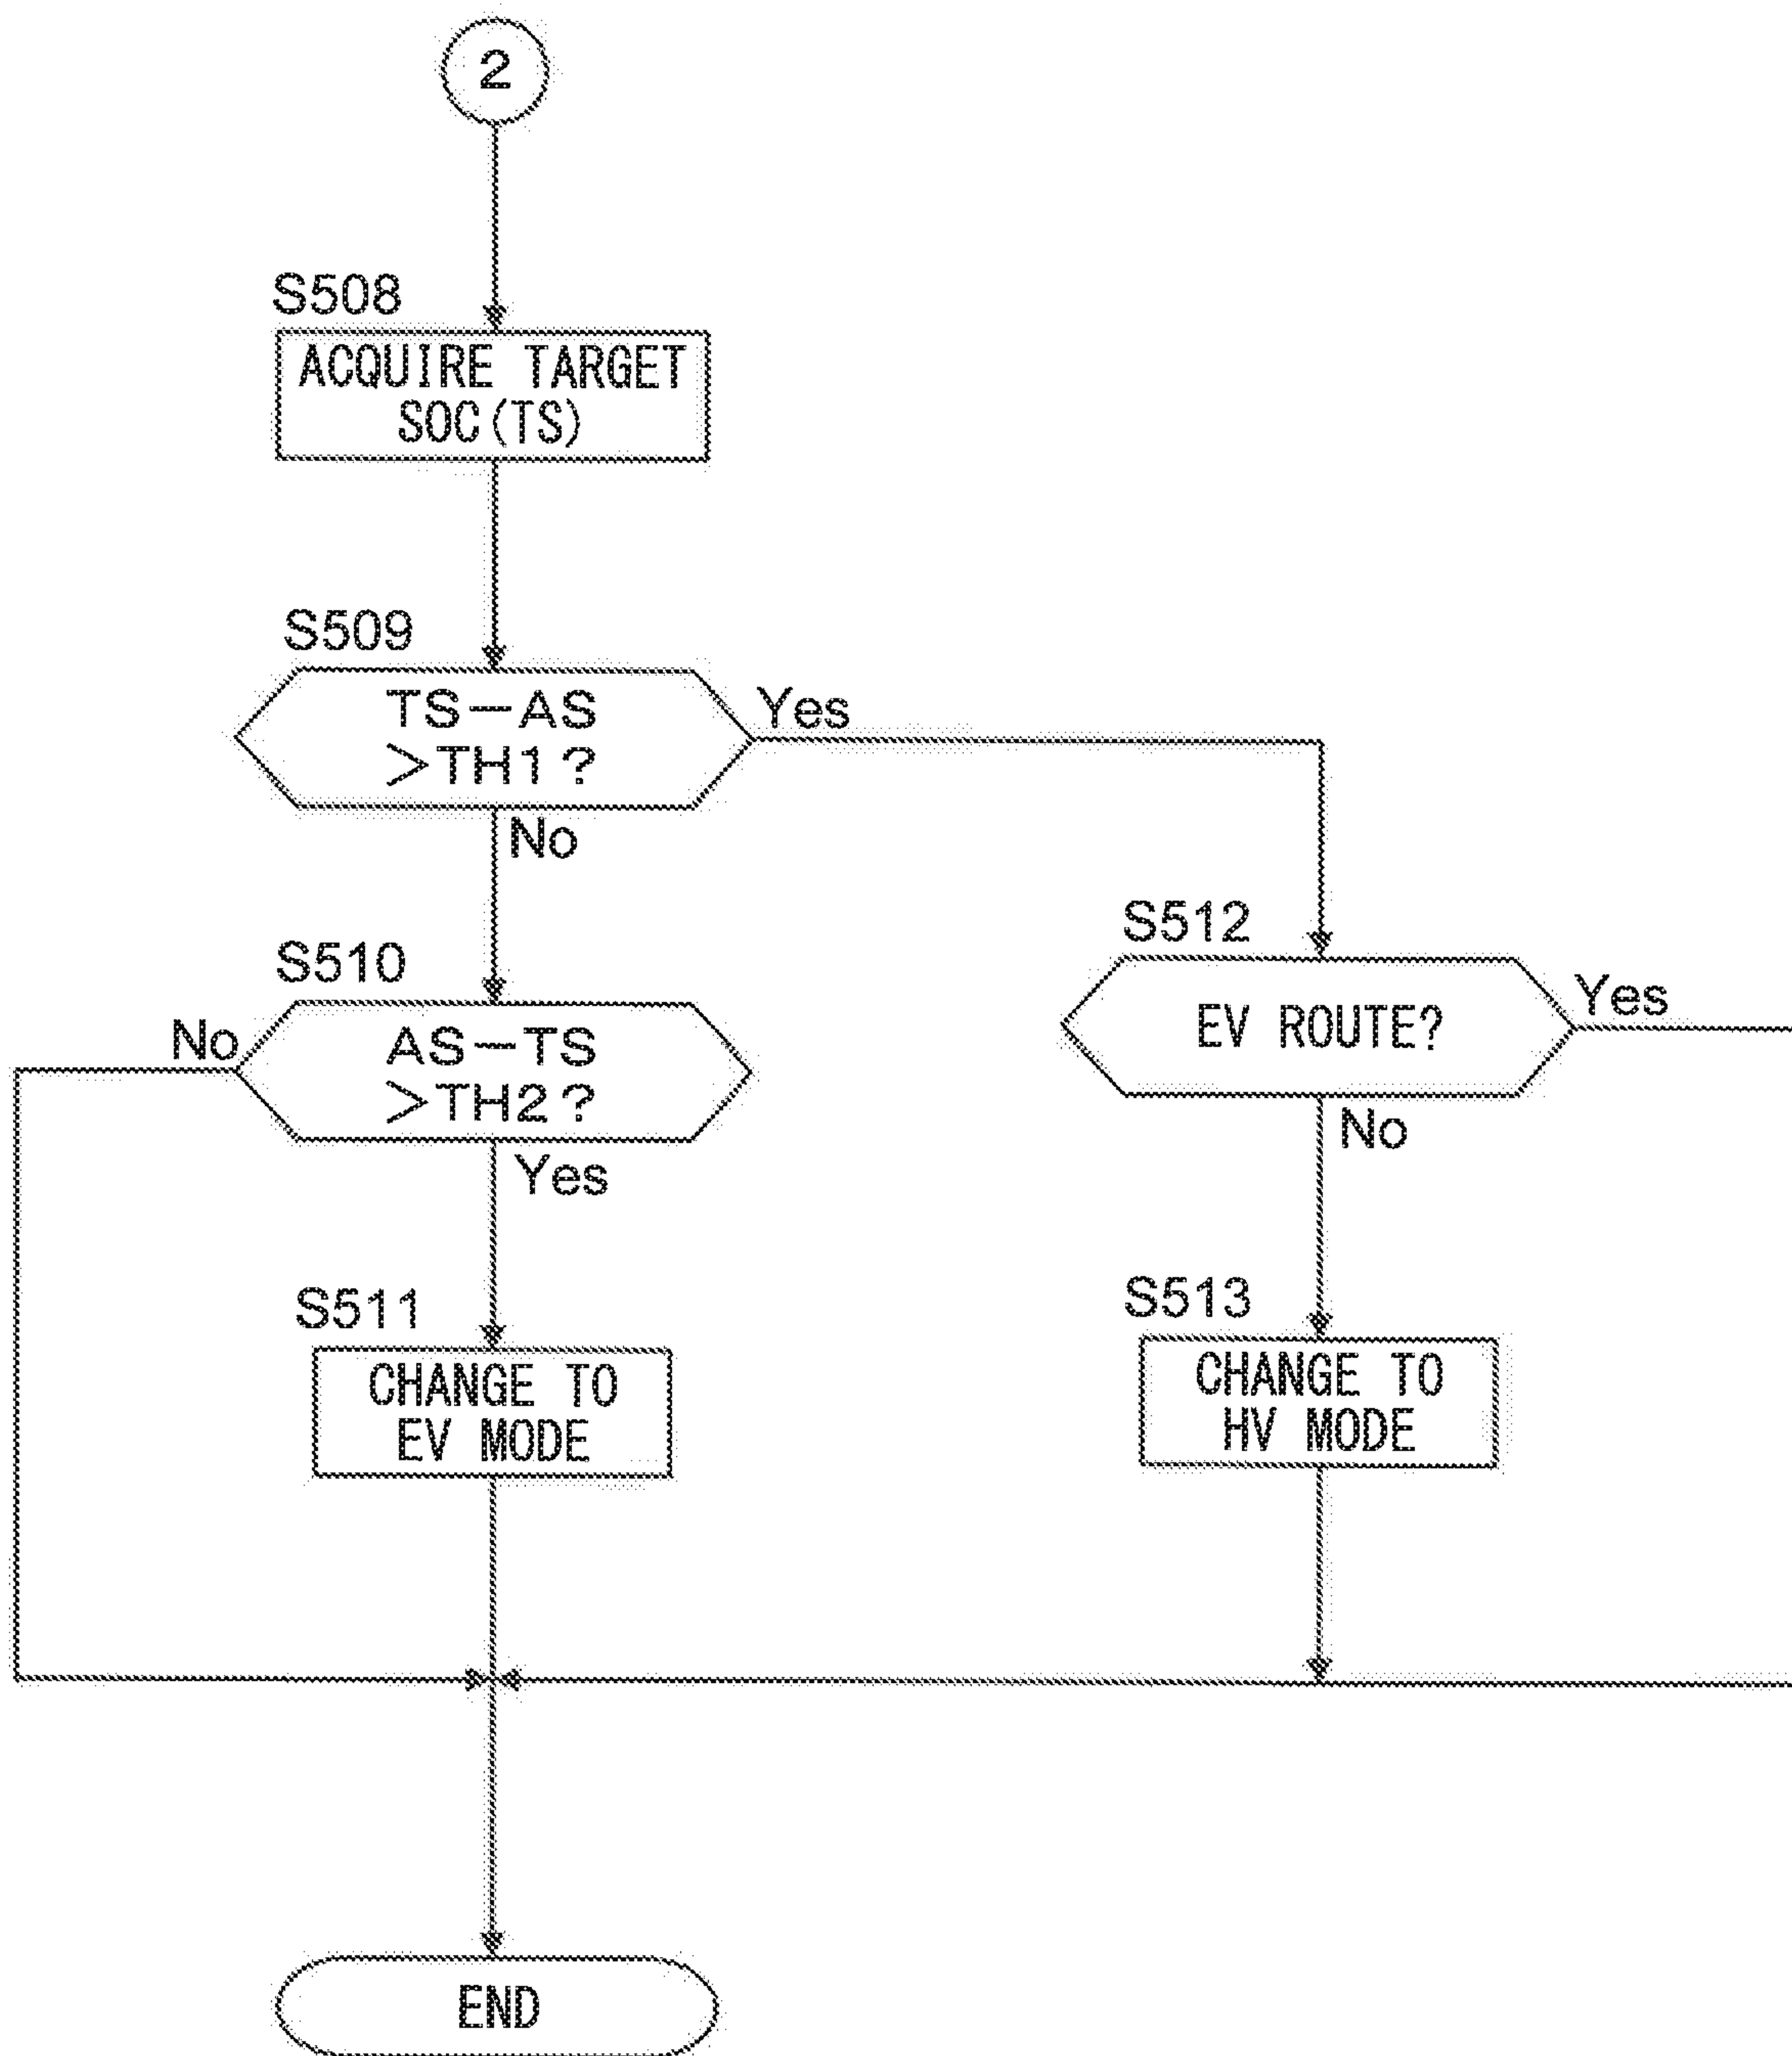 2
S508
ACQUIRE TARGET
SOC(TS)
S509
TS-AS
>TH1?
Yes
No
S510
No
AS-TS
>TH2?
Yes
S511
CHANGE TO
EV MODE
S512
EV ROUTE?
Yes
No
S513
CHANGE TO
HV MODE
END